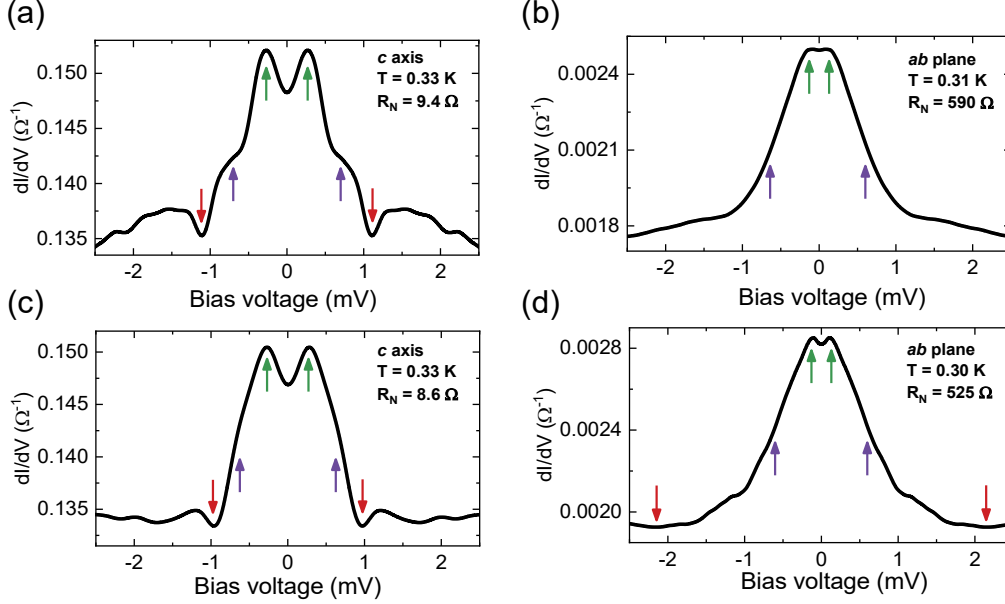 (a)
c axis
T = 0.33 K
R_N = 9.4 Ω
0.150
0.145
0.140
0.135
dI/dV (Ω⁻¹)
-2 -1 0 1 2
Bias voltage (mV)
(b)
ab plane
T = 0.31 K
R_N = 590 Ω
0.0024
0.0021
0.0018
dI/dV (Ω⁻¹)
-2 -1 0 1 2
Bias voltage (mV)
(c)
c axis
T = 0.33 K
R_N = 8.6 Ω
0.150
0.145
0.140
0.135
dI/dV (Ω⁻¹)
-2 -1 0 1 2
Bias voltage (mV)
(d)
ab plane
T = 0.30 K
R_N = 525 Ω
0.0028
0.0024
0.0020
dI/dV (Ω⁻¹)
-2 -1 0 1 2
Bias voltage (mV)